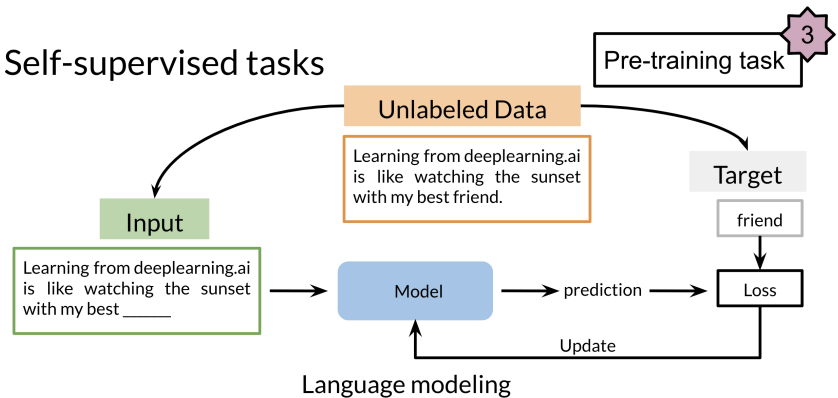 3
Self-supervised tasks
Pre-training task
Unlabeled Data
Learning from deeplearning.ai
is like watching the sunset
with my best friend.
Target
friend
Input
Learning from deeplearning.ai
is like watching the sunset
with my best _____
Model
prediction
Loss
Update
Language modeling